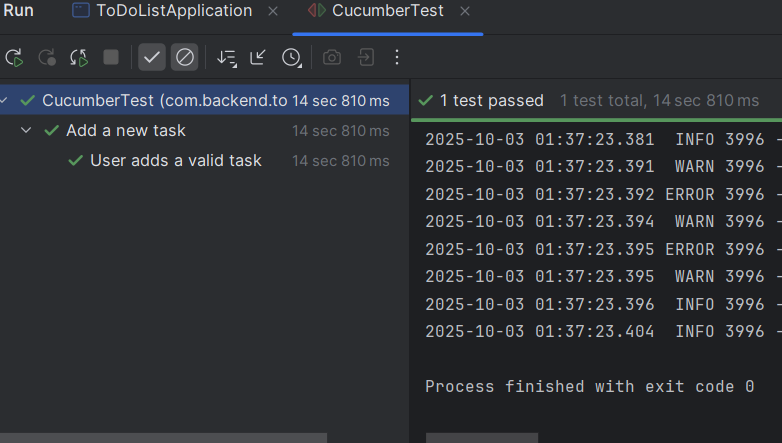 Run ToDoListApplication CucumberTest
CucumberTest (com.backend.to 14 sec 810 ms
Add a new task 14 sec 810 ms
User adds a valid task 14 sec 810 ms
1 test passed 1 test total, 14 sec 810 ms
2025-10-03 01:37:23.381 INFO 3996 -
2025-10-03 01:37:23.391 WARN 3996 -
2025-10-03 01:37:23.392 ERROR 3996 -
2025-10-03 01:37:23.394 WARN 3996 -
2025-10-03 01:37:23.395 ERROR 3996 -
2025-10-03 01:37:23.395 WARN 3996 -
2025-10-03 01:37:23.396 INFO 3996 -
2025-10-03 01:37:23.404 INFO 3996 -
Process finished with exit code 0